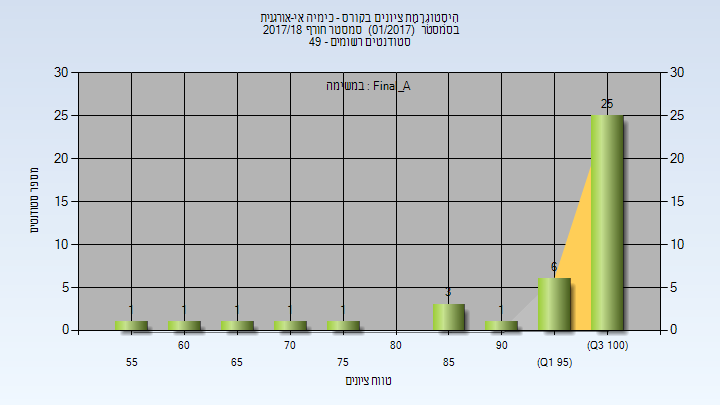 היסטוגרמת ציונים בקורס - כימיה אי-אורגנית
בסמסטר (01/2017) סמסטר חורף 2017/18
סטודנטים רשומים - 49
במשימה : Final_A
מספר סטודנטים
30 30
25 25
20 20
15 15
10 10
5 5
0 0
1 1 1 1 1 3 1 6 25
55 60 65 70 75 80 85 90 (Q1 95) (Q3 100)
טווח ציונים